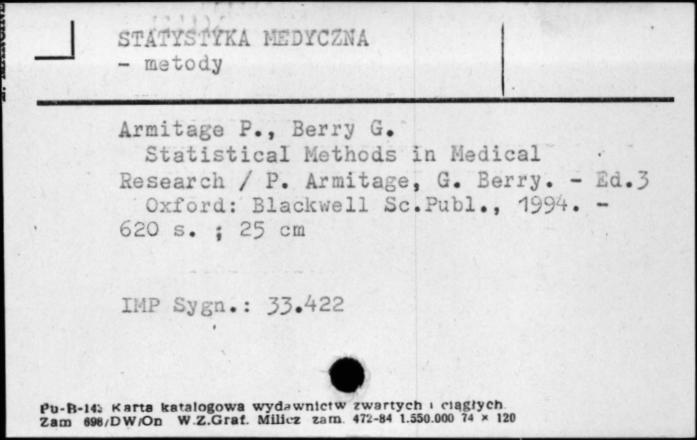 STATYSTYKA MEDYCZNA
- metody
Armitage P., Berry G.
Statistical Methods in Medical
Research / P. Armitage, G. Berry. - Ed.3
Oxford: Blackwell Sc.Publ., 1994. -
620 s. ; 25 cm
IMP Sygn.: 33.422
Pu-B-143 Karta katalogowa wydawnictw zwartych i ciągłych.
Zam 698/DW/On W.Z.Graf. Milicz zam. 472-84 1.550.000 74 × 120